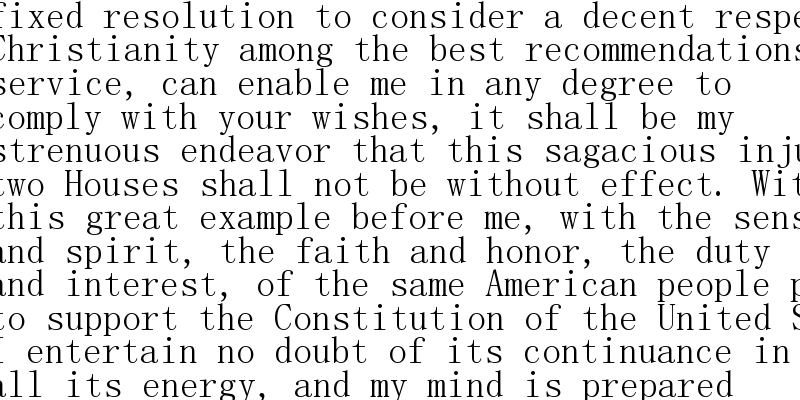 fixed resolution to consider a decent respe
Christianity among the best recommendations
service, can enable me in any degree to
comply with your wishes, it shall be my
strenuous endeavor that this sagacious inju
two Houses shall not be without effect. Wit
this great example before me, with the sens
and spirit, the faith and honor, the duty
and interest, of the same American people p
to support the Constitution of the United S
I entertain no doubt of its continuance in
all its energy, and my mind is prepared